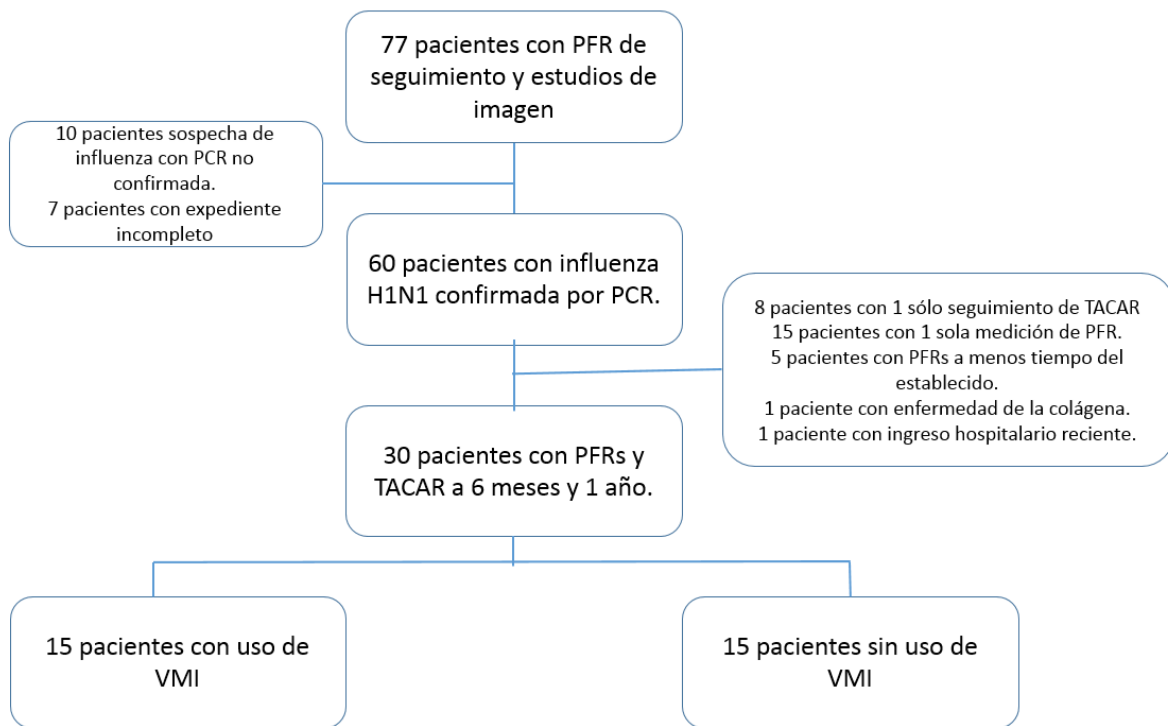 77 pacientes con PFR de
seguimiento y estudios de
imagen
10 pacientes sospecha de
influenza con PCR no
confirmada.
7 pacientes con expediente
incompleto
60 pacientes con influenza
H1N1 confirmada por PCR.
8 pacientes con 1 sólo seguimiento de TACAR
15 pacientes con 1 sola medición de PFR.
5 pacientes con PFRs a menos tiempo del
establecido.
1 paciente con enfermedad de la colágena.
1 paciente con ingreso hospitalario reciente.
30 pacientes con PFRs y
TACAR a 6 meses y 1 año.
15 pacientes con uso de
VMI
15 pacientes sin uso de
VMI